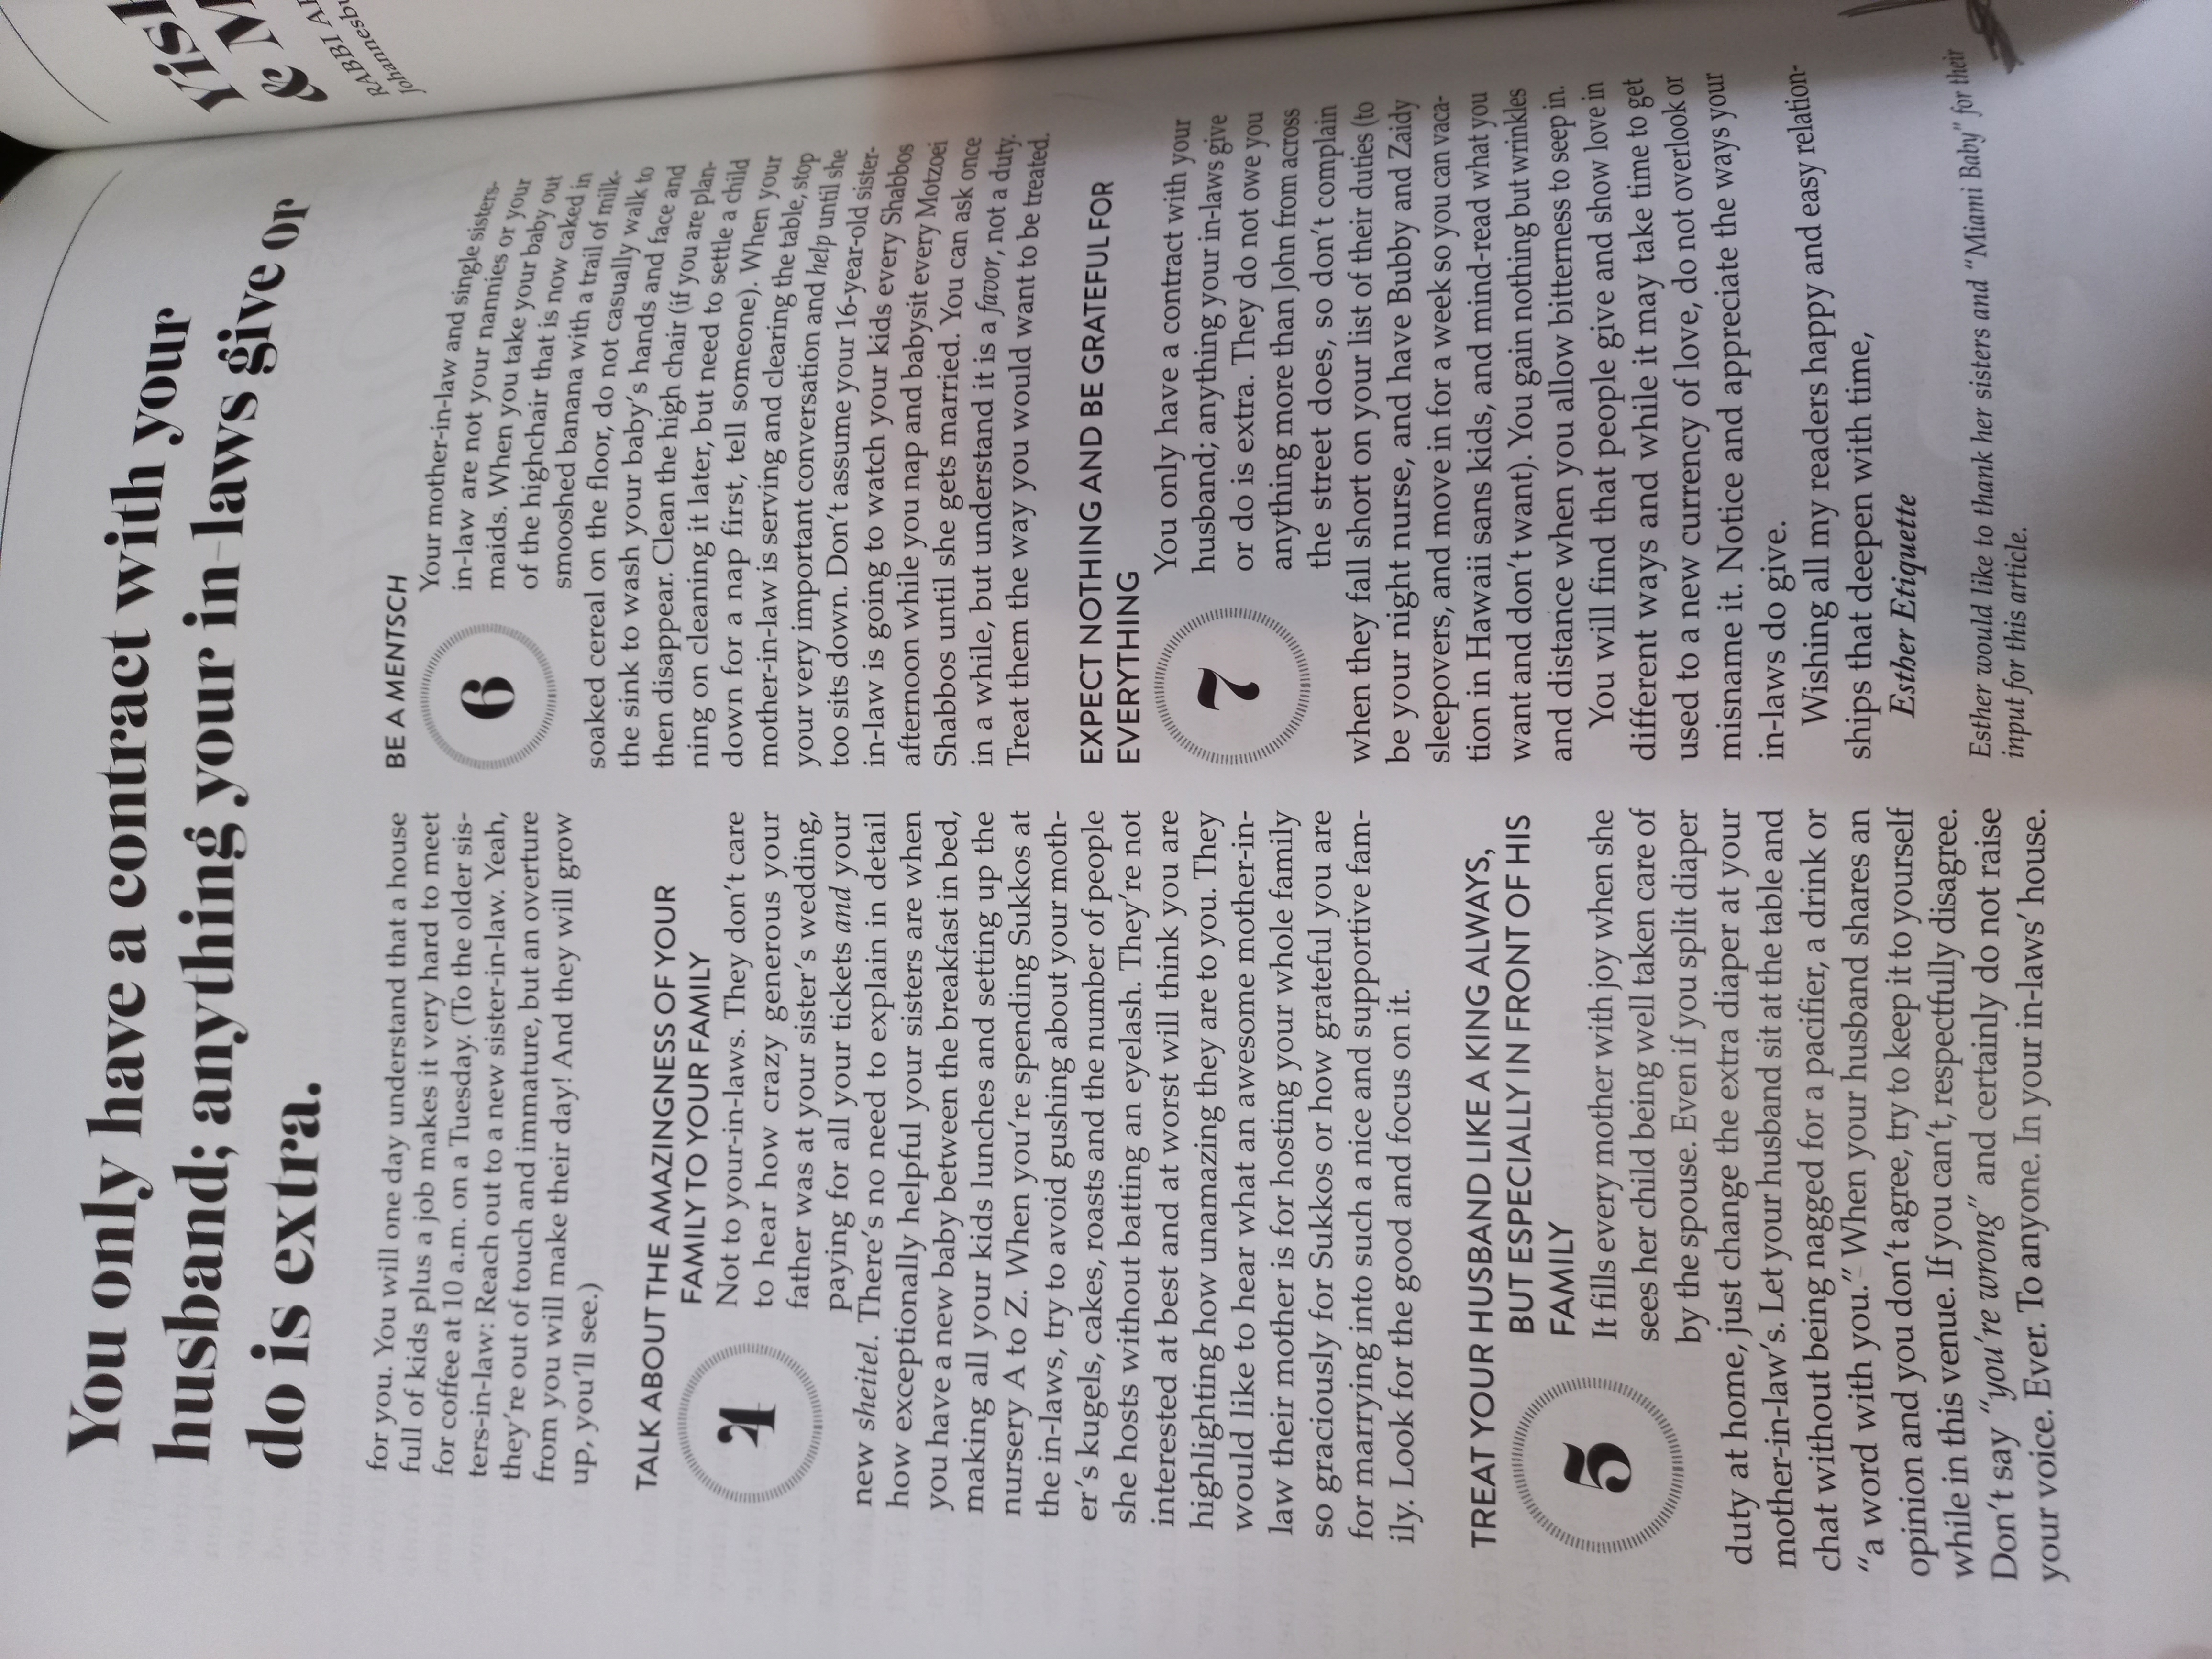 You only have a contract with your
husband; anything your in-laws give or
do is extra.
for you. You will one day understand that a house
full of kids plus a job makes it very hard to meet
for coffee at 10 a.m. on a Tuesday. (To the older sis-
ters-in-law: Reach out to a new sister-in-law. Yeah,
they're out of touch and immature, but an overture
from you will make their day! And they will grow
up, you'll see.)
TALK ABOUT THE AMAZINGNESS OF YOUR
FAMILY TO YOUR FAMILY
4
Not to your-in-laws. They don't care
to hear how crazy generous your
father was at your sister's wedding,
paying for all your tickets and your
new sheitel. There's no need to explain in detail
how exceptionally helpful your sisters are when
you have a new baby between the breakfast in bed,
making all your kids lunches and setting up the
nursery A to Z. When you're spending Sukkos at
the in-laws, try to avoid gushing about your moth-
er's kugels, cakes, roasts and the number of people
she hosts without batting an eyelash. They're not
interested at best and at worst will think you are
highlighting how unamazing they are to you. They
would like to hear what an awesome mother-in-
law their mother is for hosting your whole family
so graciously for Sukkos or how grateful you are
for marrying into such a nice and supportive fam-
ily. Look for the good and focus on it.
TREAT YOUR HUSBAND LIKE A KING ALWAYS,
BUT ESPECIALLY IN FRONT OF HIS
FAMILY
5
It fills every mother with joy when she
sees her child being well taken care of
by the spouse. Even if you split diaper
duty at home, just change the extra diaper at your
mother-in-law's. Let your husband sit at the table and
chat without being nagged for a pacifier, a drink or
"a word with you." When your husband shares an
opinion and you don't agree, try to keep it to yourself
while in this venue. If you can't, respectfully disagree.
Don't say "you're wrong" and certainly do not raise
your voice. Ever. To anyone. In your in-laws' house.
BE A MENTSCH
6
Your mother-in-law and single sisters-
in-law are not your nannies or your
maids. When you take your baby out
of the highchair that is now caked in
smooshed banana with a trail of milk-
soaked cereal on the floor, do not casually walk to
the sink to wash your baby's hands and face and
then disappear. Clean the high chair (if you are plan-
ning on cleaning it later, but need to settle a child
down for a nap first, tell someone). When your
mother-in-law is serving and clearing the table, stop
your very important conversation and help until she
too sits down. Don't assume your 16-year-old sister-
in-law is going to watch your kids every Shabbos
afternoon while you nap and babysit every Motzoei
Shabbos until she gets married. You can ask once
in a while, but understand it is a favor, not a duty.
Treat them the way you would want to be treated.
EXPECT NOTHING AND BE GRATEFUL FOR
EVERYTHING
7
You only have a contract with your
husband; anything your in-laws give
or do is extra. They do not owe you
anything more than John from across
the street does, so don't complain
when they fall short on your list of their duties (to
be your night nurse, and have Bubby and Zaidy
sleepovers, and move in for a week so you can vaca-
tion in Hawaii sans kids, and mind-read what you
want and don't want). You gain nothing but wrinkles
and distance when you allow bitterness to seep in.
You will find that people give and show love in
different ways and while it may take time to get
used to a new currency of love, do not overlook or
misname it. Notice and appreciate the ways your
in-laws do give.
Wishing all my readers happy and easy relation-
ships that deepen with time,
Esther Etiquette
Esther would like to thank her sisters and "Miami Baby" for their
input for this article.
&
RABBI